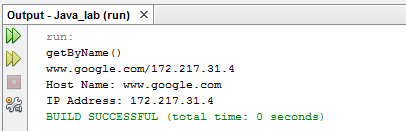 Output - Java_lab (run)
run:
getByName()
www.google.com/172.217.31.4
Host Name: www.google.com
IP Address: 172.217.31.4
BUILD SUCCESSFUL (total time: 0 seconds)